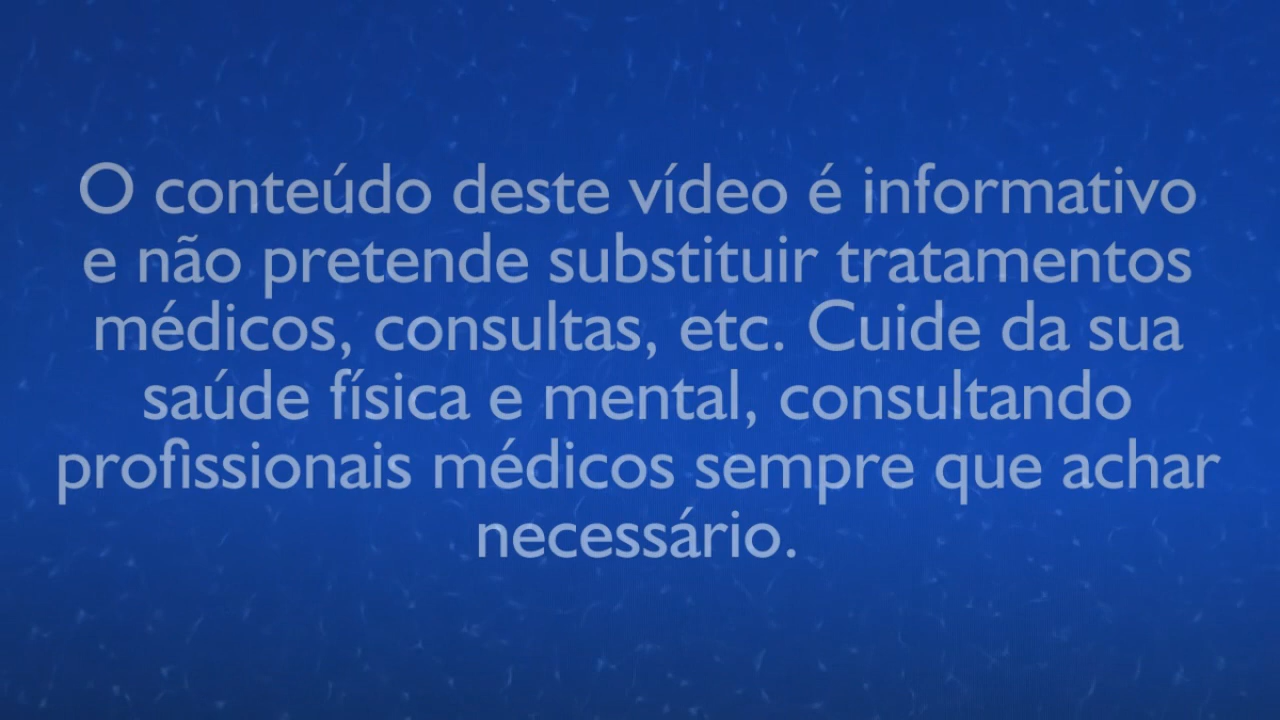 O conteúdo deste vídeo é informativo
e não pretende substituir tratamentos
médicos, consultas, etc. Cuide da sua
saúde física e mental, consultando
profissionais médicos sempre que achar
necessário.